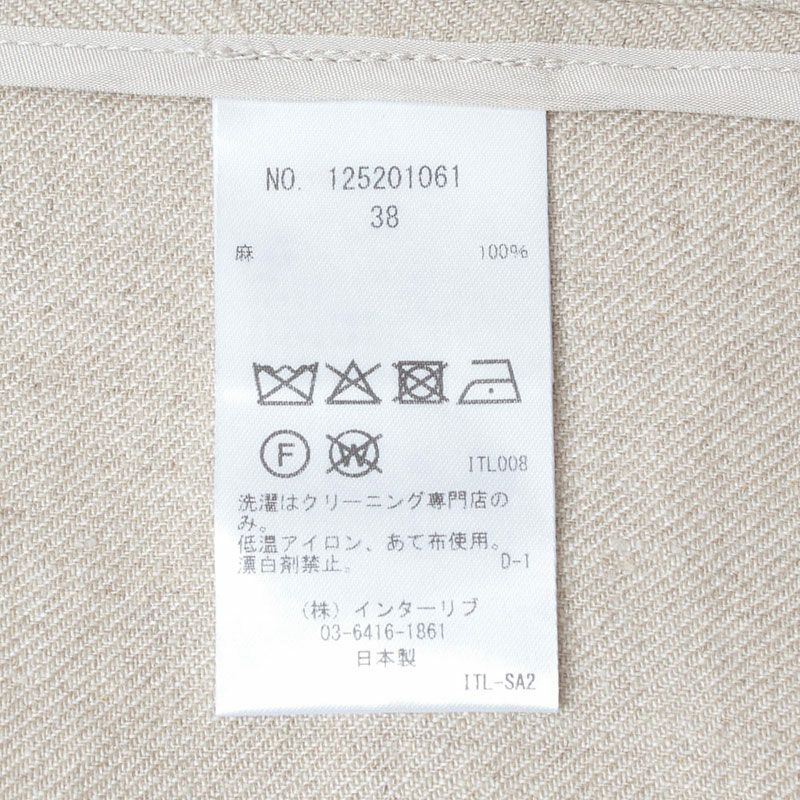 NO. 125201061
38
麻 100%
F W
ITL008
洗濯はクリーニング専門店の
み。
低温アイロン、あて布使用。
漂白剤禁止。 D-1
（株）インターリブ
03-6416-1861
日本製
ITL-SA2